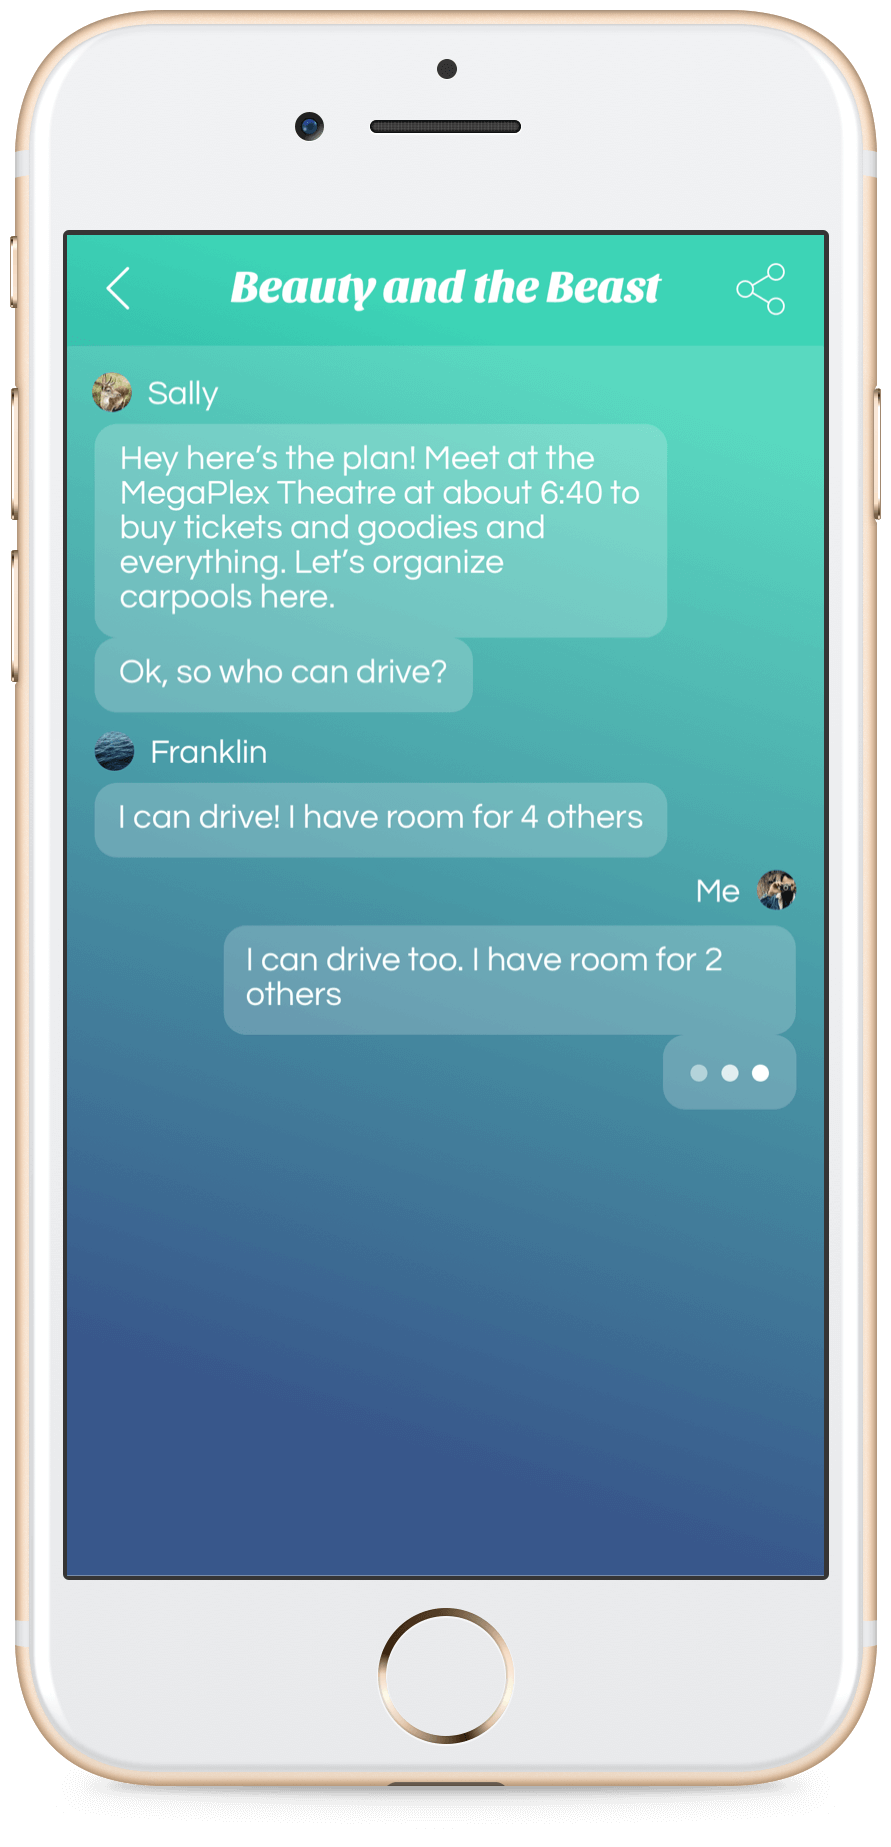 Beauty and the Beast
Sally
Hey here’s the plan! Meet at the
MegaPlex Theatre at about 6:40 to
buy tickets and goodies and
everything. Let’s organize
carpools here.
Ok, so who can drive?
Franklin
I can drive! I have room for 4 others
Me
I can drive too. I have room for 2
others